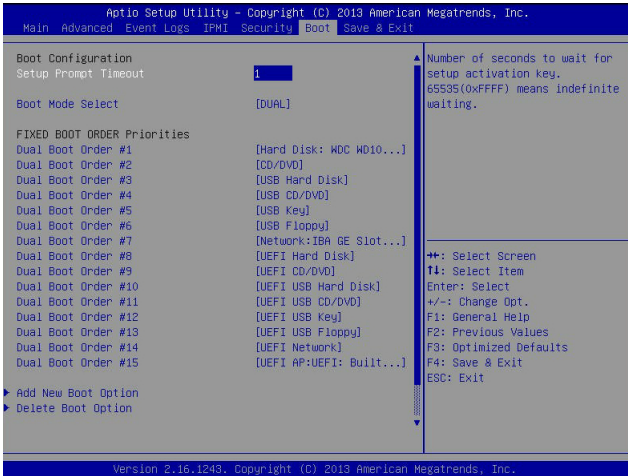 Aptio Setup Utility – Copyright (C) 2013 American Megatrends, Inc.
Main Advanced Event Logs IPMI Security Boot Save & Exit
Boot Configuration
Setup Prompt Timeout 1
Boot Mode Select [DUAL]
FIXED BOOT ORDER Priorities
Dual Boot Order #1 [Hard Disk: WDC WD10...]
Dual Boot Order #2 [CD/DVD]
Dual Boot Order #3 [USB Hard Disk]
Dual Boot Order #4 [USB CD/DVD]
Dual Boot Order #5 [USB Key]
Dual Boot Order #6 [USB Floppy]
Dual Boot Order #7 [Network:IBA GE Slot...]
Dual Boot Order #8 [UEFI Hard Disk]
Dual Boot Order #9 [UEFI CD/DVD]
Dual Boot Order #10 [UEFI USB Hard Disk]
Dual Boot Order #11 [UEFI USB CD/DVD]
Dual Boot Order #12 [UEFI USB Key]
Dual Boot Order #13 [UEFI USB Floppy]
Dual Boot Order #14 [UEFI Network]
Dual Boot Order #15 [UEFI AP:UEFI: Built...]
Add New Boot Option
Delete Boot Option
Number of seconds to wait for
setup activation key.
65535(0xFFFF) means indefinite
waiting.
→←: Select Screen
↑↓: Select Item
Enter: Select
+/-: Change Opt.
F1: General Help
F2: Previous Values
F3: Optimized Defaults
F4: Save & Exit
ESC: Exit
Version 2.16.1243. Copyright (C) 2013 American Megatrends, Inc.